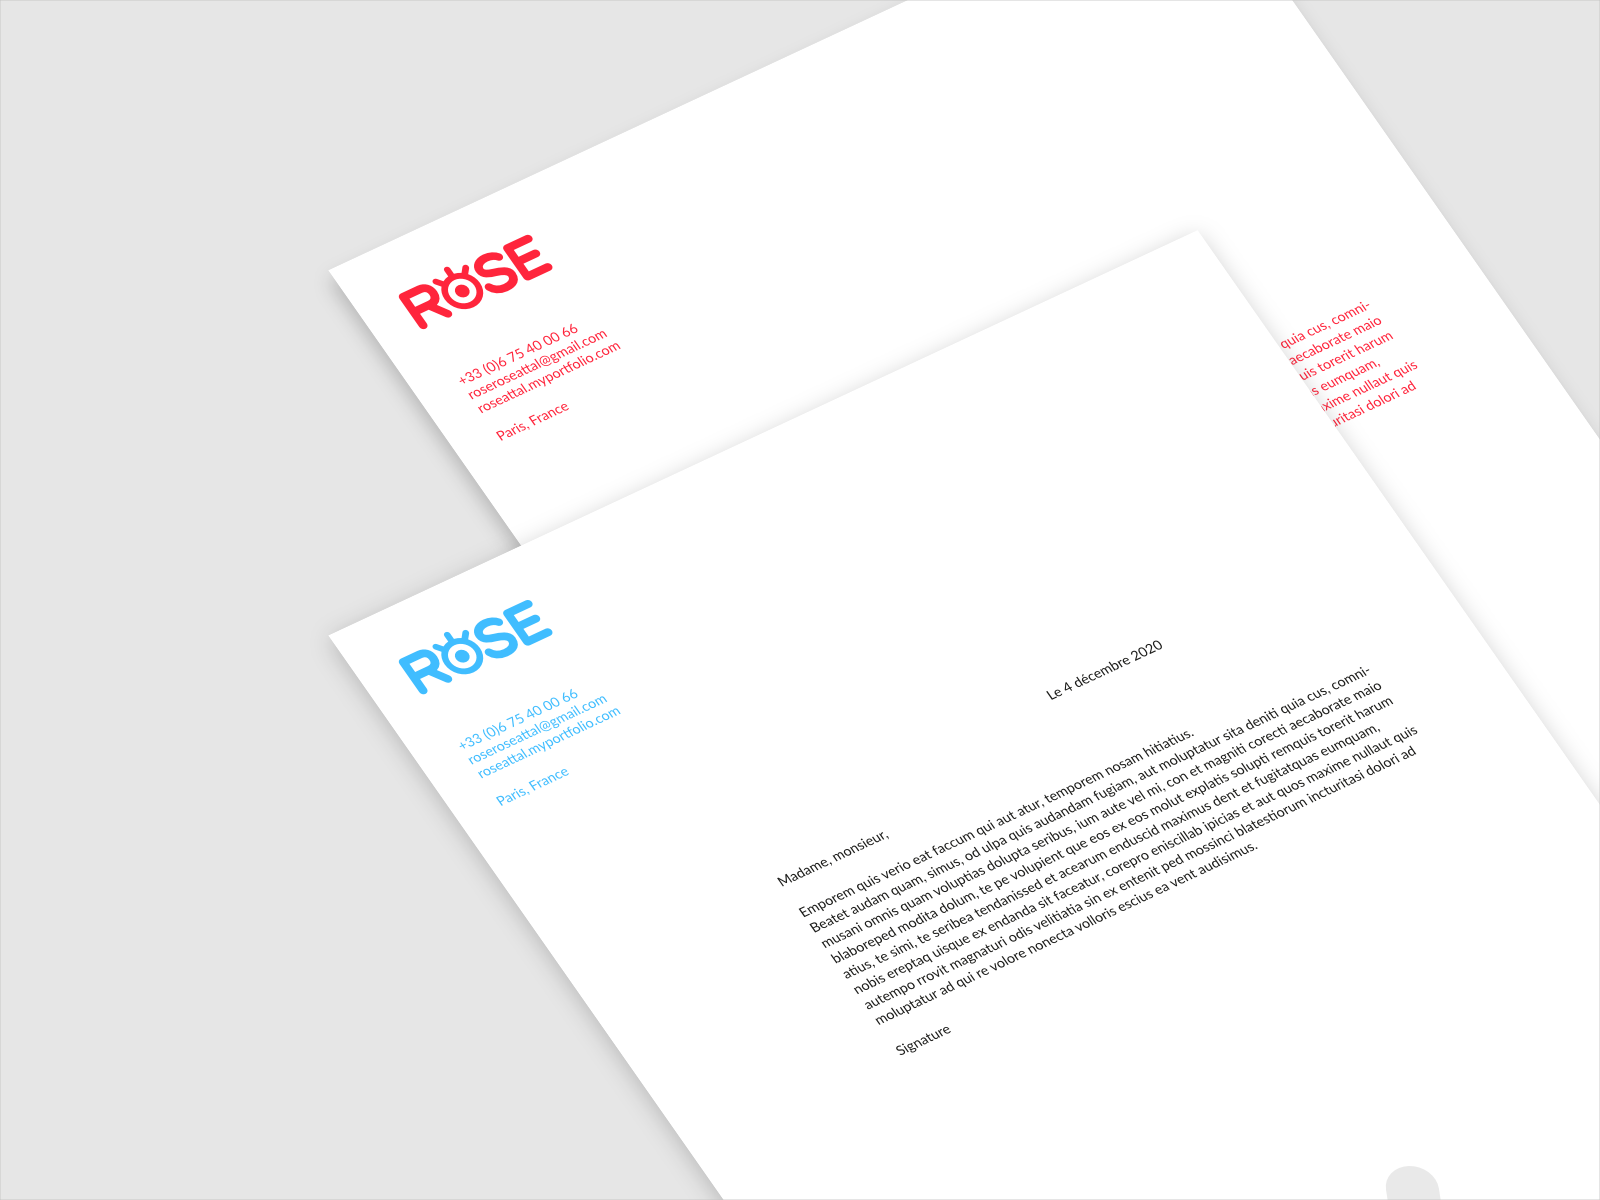 ROSE
+33 (0)6 75 40 00 66
roseroseattal@gmail.com
roseattal.myportfolio.com
Paris, France
quia cus, comni-
aecaborate maio
torerit harum
eumquam,
nullaut quis
dolori ad
ROSE
+33 (0)6 75 40 00 66
roseroseattal@gmail.com
roseattal.myportfolio.com
Paris, France
Le 4 décembre 2020
Madame, monsieur,
Emporem quis verio eat faccum qui aut atur, temporem nosam hitiatius.
Beatet audam quam, simus, od ulpa quis audandam fugiam, aut moluptatur sita deniti quia cus, comni-
musani omnis quam voluptias dolupta seribus, ium aute vel mi, con et magniti corecti aecaborate maio
blaboreped modita dolum, te pe volupient que eos ex eos molut explatis solupti remquis torerit harum
atius, te simi, te seribea tendanissed et acearum enduscid maximus dent et fugitatquas eumquam,
nobis ereptaq uisque ex endanda sit faceatur, corepro eniscillab ipicias et aut quos maxime nullaut quis
autempo rrovit magnaturi odis velitiatia sin ex entenit ped mossinci blatestiorum incturitasi dolori ad
moluptatur ad qui re volore nonecta volloris escius ea vent audisimus.
Signature